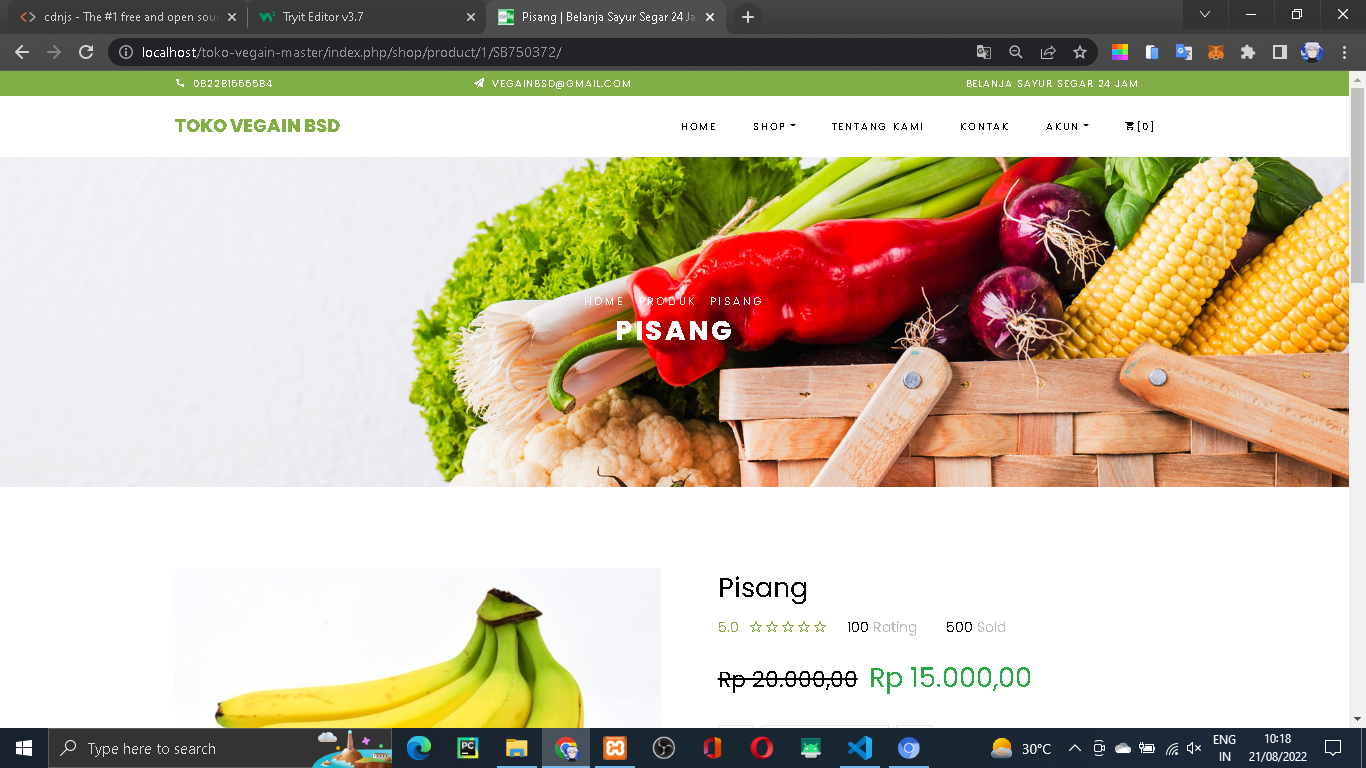 cdnjs - The #1 free and open sour
Tryit Editor v3.7
Pisang | Belanja Sayur Segar 24 Ja
localhost/toko-vegain-master/index.php/shop/product/1/SB750372/
VEGAINBSD@GMAIL.COM
BELANJA SAYUR SEGAR 24 JAM
TOKO VEGAIN BSD
HOME
SHOP
TENTANG KAMI
KONTAK
AKUN
[0]
HOME PRODUK PISANG
PISANG
Pisang
5.0 100 Rating 500 Sold
Rp 20.000,00 Rp 15.000,00
Type here to search
PC
30°C
ENG
IN
10:18
21/08/2022